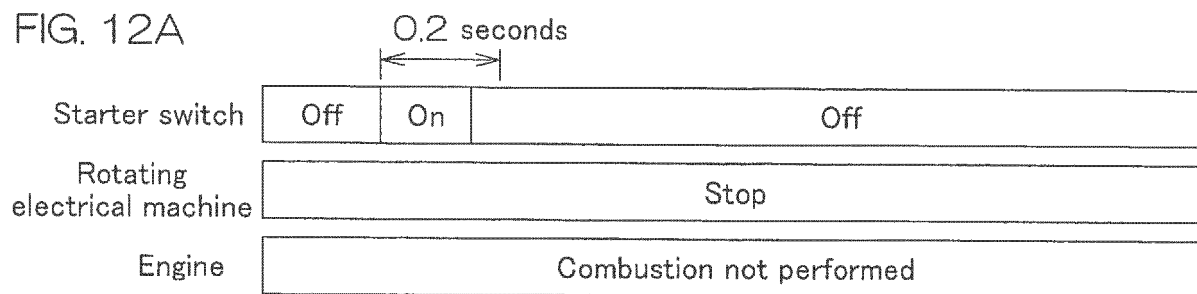 FIG. 12A
0.2 seconds
Starter switch
Off
On
Off
Rotating
electrical machine
Stop
Engine
Combustion not performed